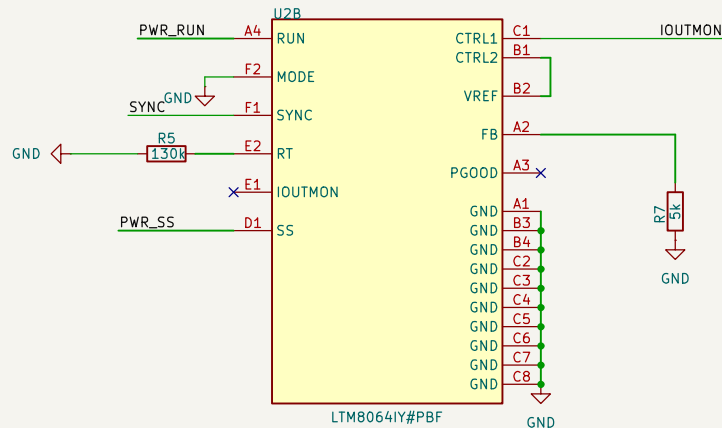 U2B
PWR_RUN A4 RUN CTRL1 C1 IOUTMON
CTRL2 B1
F2 MODE VREF B2
GND
SYNC F1 SYNC
FB A2
R5
GND 130k E2 RT
PGOOD A3
E1 IOUTMON
R7 5k
GND A1
PWR_SS D1 SS GND B3
GND B4
GND C2
GND
GND C3
GND C4
GND C5
GND C6
GND C7
GND C8
LTM8064IY#PBF
GND